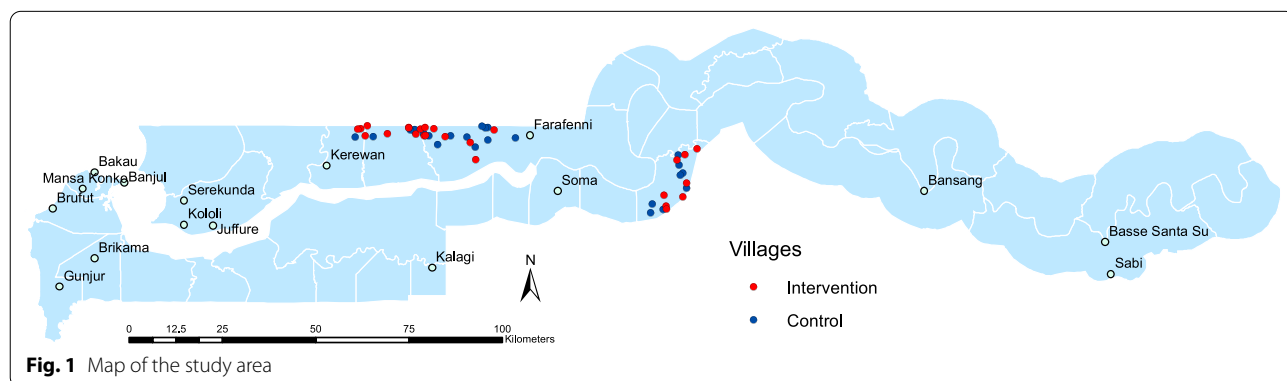 Farafenni
Bakau
Kerewan
Mansa Konko
Banjul
Serekunda
Soma
Bansang
Brufut
Kololi
Juffure
Basse Santa Su
Villages
Brikama
Kalagi
N
Sabi
Gunjur
Intervention
Control
0 12.5 25 50 75 100
Kilometers
Fig. 1 Map of the study area